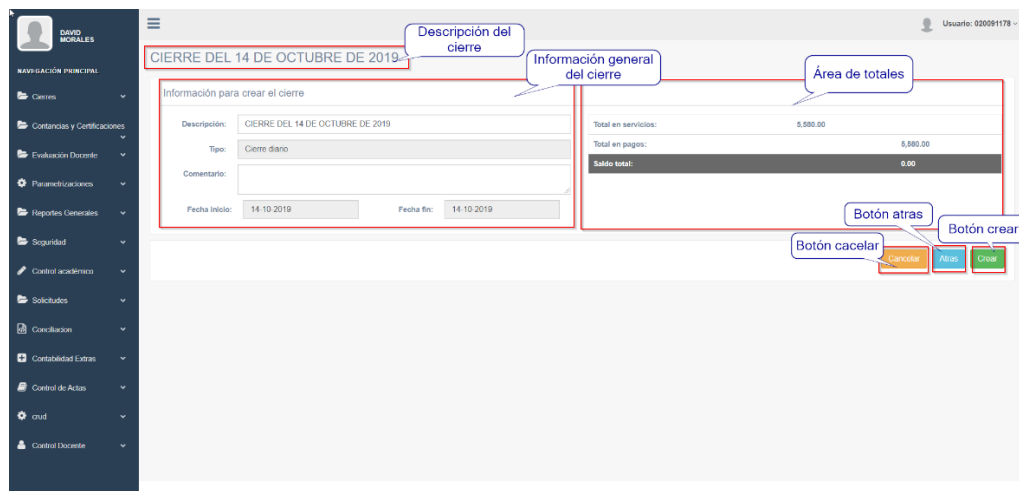 DAVID
MORALES
Usuario: 020091178
NAVEGACIÓN PRINCIPAL
Cierres
Contancias y Certificaciones
Evaluación Docente
Parametrizaciones
Reportes Generales
Seguridad
Control académico
Solicitudes
Conciliacion
Contabilidad Extras
Control de Actas
crud
Control Docente
CIERRE DEL 14 DE OCTUBRE DE 2019
Descripción del
cierre
Información general
del cierre
Área de totales
Información para crear el cierre
Descripción: CIERRE DEL 14 DE OCTUBRE DE 2019
Tipo: Cierre diario
Comentario:
Fecha Inicio: 14-10-2019 Fecha fin: 14-10-2019
Total en servicios: 5,580.00
Total en pagos: 5,580.00
Saldo total: 0.00
Botón atras
Botón crear
Botón cacelar
Cancelar Atras Crear